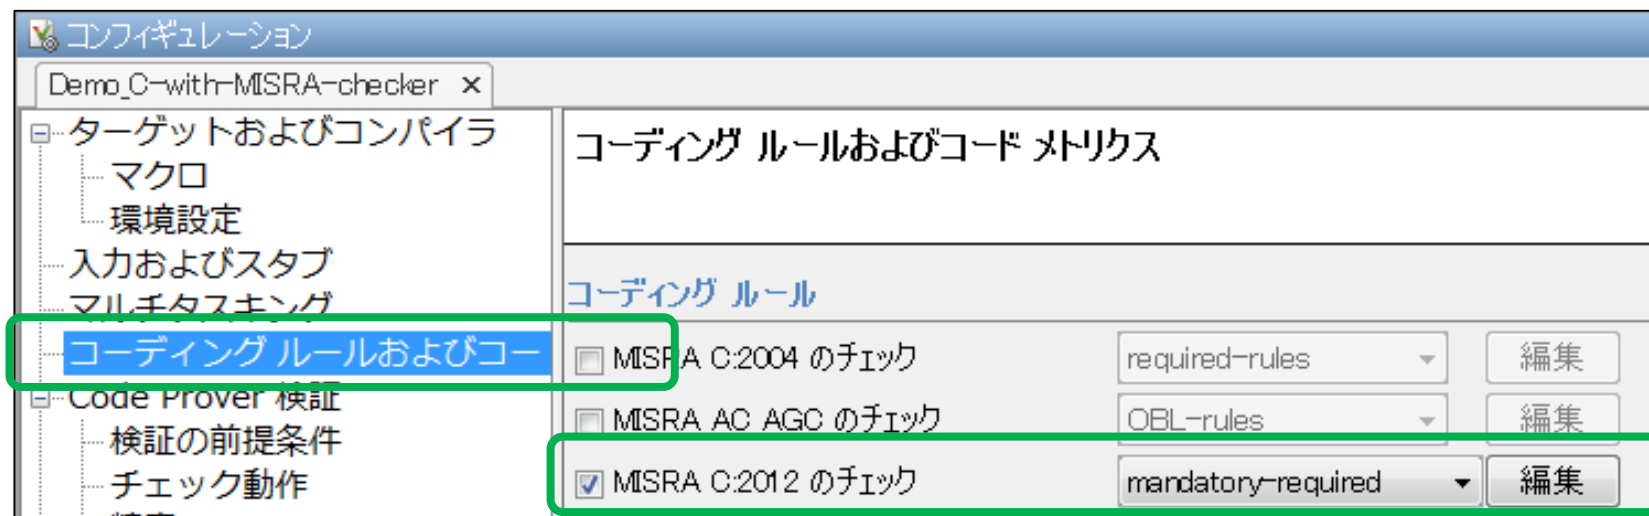 コンフィギュレーション
Demo_C-with-MISRA-checker ×
ターゲットおよびコンパイラ
マクロ
環境設定
入力およびスタブ
マルチタスキング
コーディング ルールおよびコー
Code Prover 検証
検証の前提条件
チェック動作
コーディング ルールおよびコード メトリクス
コーディング ルール
MISRA C:2004 のチェック required-rules 編集
MISRA AC AGC のチェック OBL-rules 編集
MISRA C:2012 のチェック mandatory-required 編集